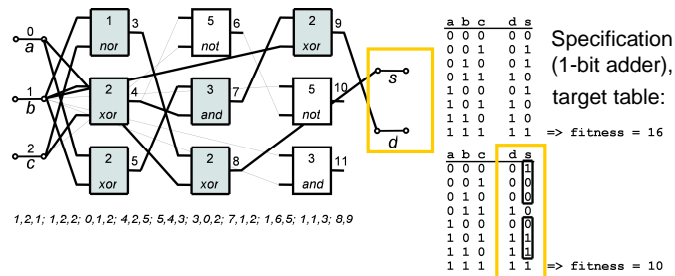 0
a
1
b
2
c
1
nor
3
2
xor
4
2
xor
5
5
not
6
3
and
7
2
xor
8
2
xor
9
5
not
10
3
and
11
s
d
1,2,1; 1,2,2; 0,1,2; 4,2,5; 5,4,3; 3,0,2; 7,1,2; 1,6,5; 1,1,3; 8,9
a b c d s
0 0 0 0 0
0 0 1 0 1
0 1 0 0 1
0 1 1 1 0
1 0 0 0 1
1 0 1 1 0
1 1 0 1 0
1 1 1 1 1 => fitness = 16
Specification
(1-bit adder),
target table:
a b c d s
0 0 0 0 1
0 0 1 0 0
0 1 0 0 0
0 1 1 1 0
1 0 0 0 0
1 0 1 1 1
1 1 0 1 1
1 1 1 1 1 => fitness = 10